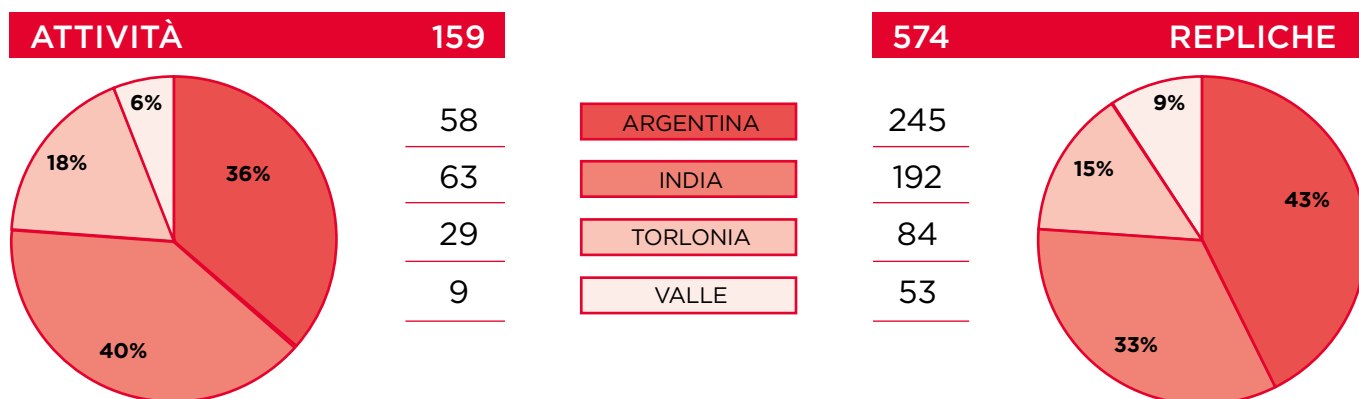 ATTIVITÀ 159
574 REPLICHE
6%
18%
36%
40%
58 ARGENTINA 245
63 INDIA 192
29 TORLONIA 84
9 VALLE 53
9%
15%
43%
33%